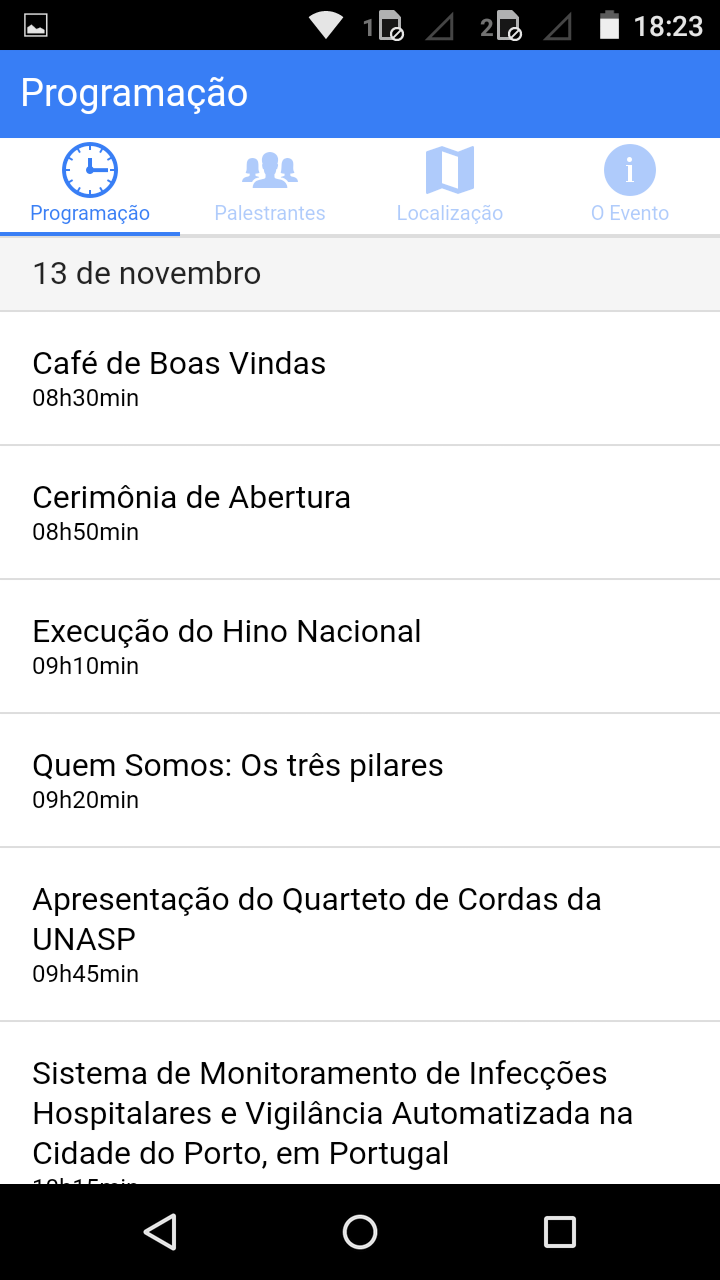 1 2 18:23
Programação
Programação Palestrantes Localização O Evento
13 de novembro
Café de Boas Vindas
08h30min
Cerimônia de Abertura
08h50min
Execução do Hino Nacional
09h10min
Quem Somos: Os três pilares
09h20min
Apresentação do Quarteto de Cordas da
UNASP
09h45min
Sistema de Monitoramento de Infecções
Hospitalares e Vigilância Automatizada na
Cidade do Porto, em Portugal